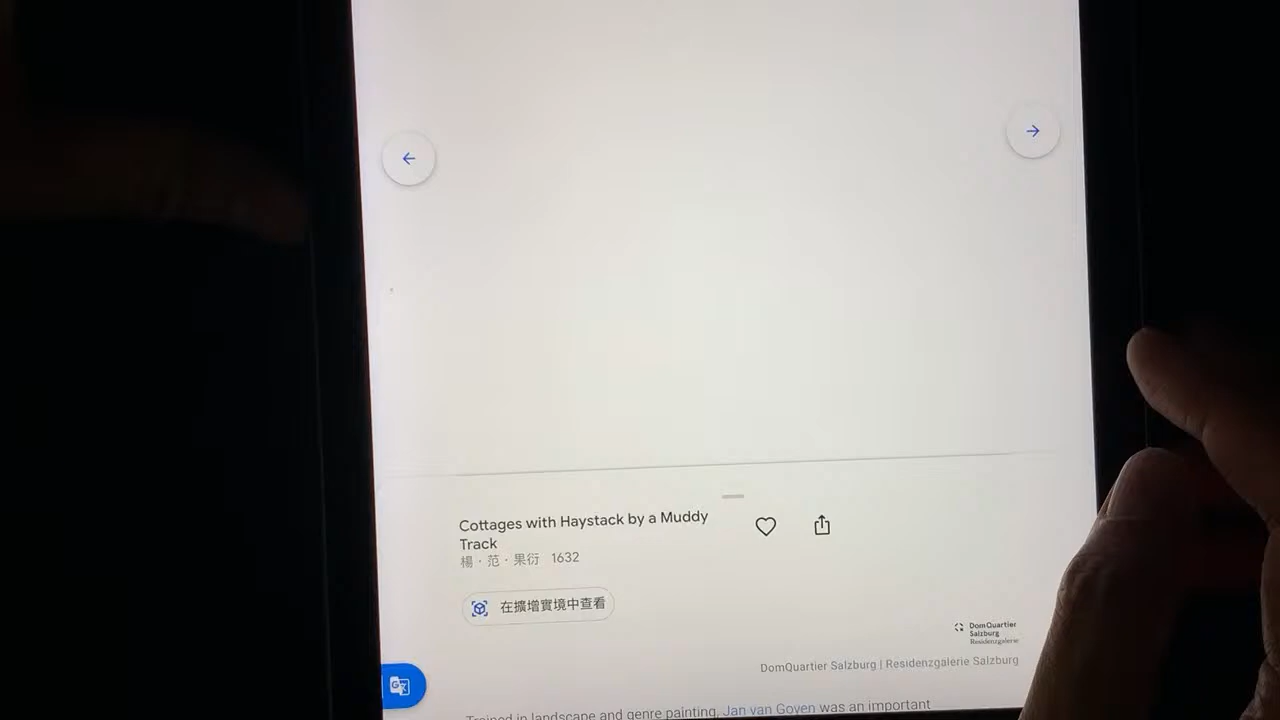 Cottages with Haystack by a Muddy
Track
楊·范·果衍 1632
在擴增實境中查看
DomQuartier
Salzburg
Residenzgalerie
DomQuartier Salzburg | Residenzgalerie Salzburg
Trained in landscape and genre painting, Jan van Goyen was an important